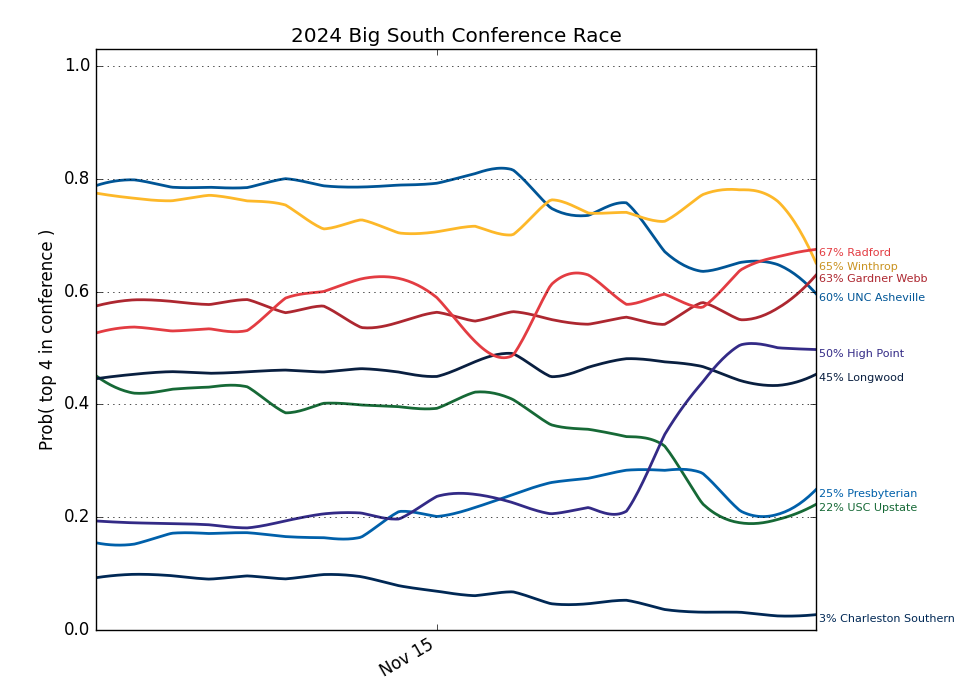 2024 Big South Conference Race
Prob( top 4 in conference )
1.0
0.8
0.6
0.4
0.2
0.0
Nov 15
67% Radford
65% Winthrop
63% Gardner Webb
60% UNC Asheville
50% High Point
45% Longwood
25% Presbyterian
22% USC Upstate
3% Charleston Southern